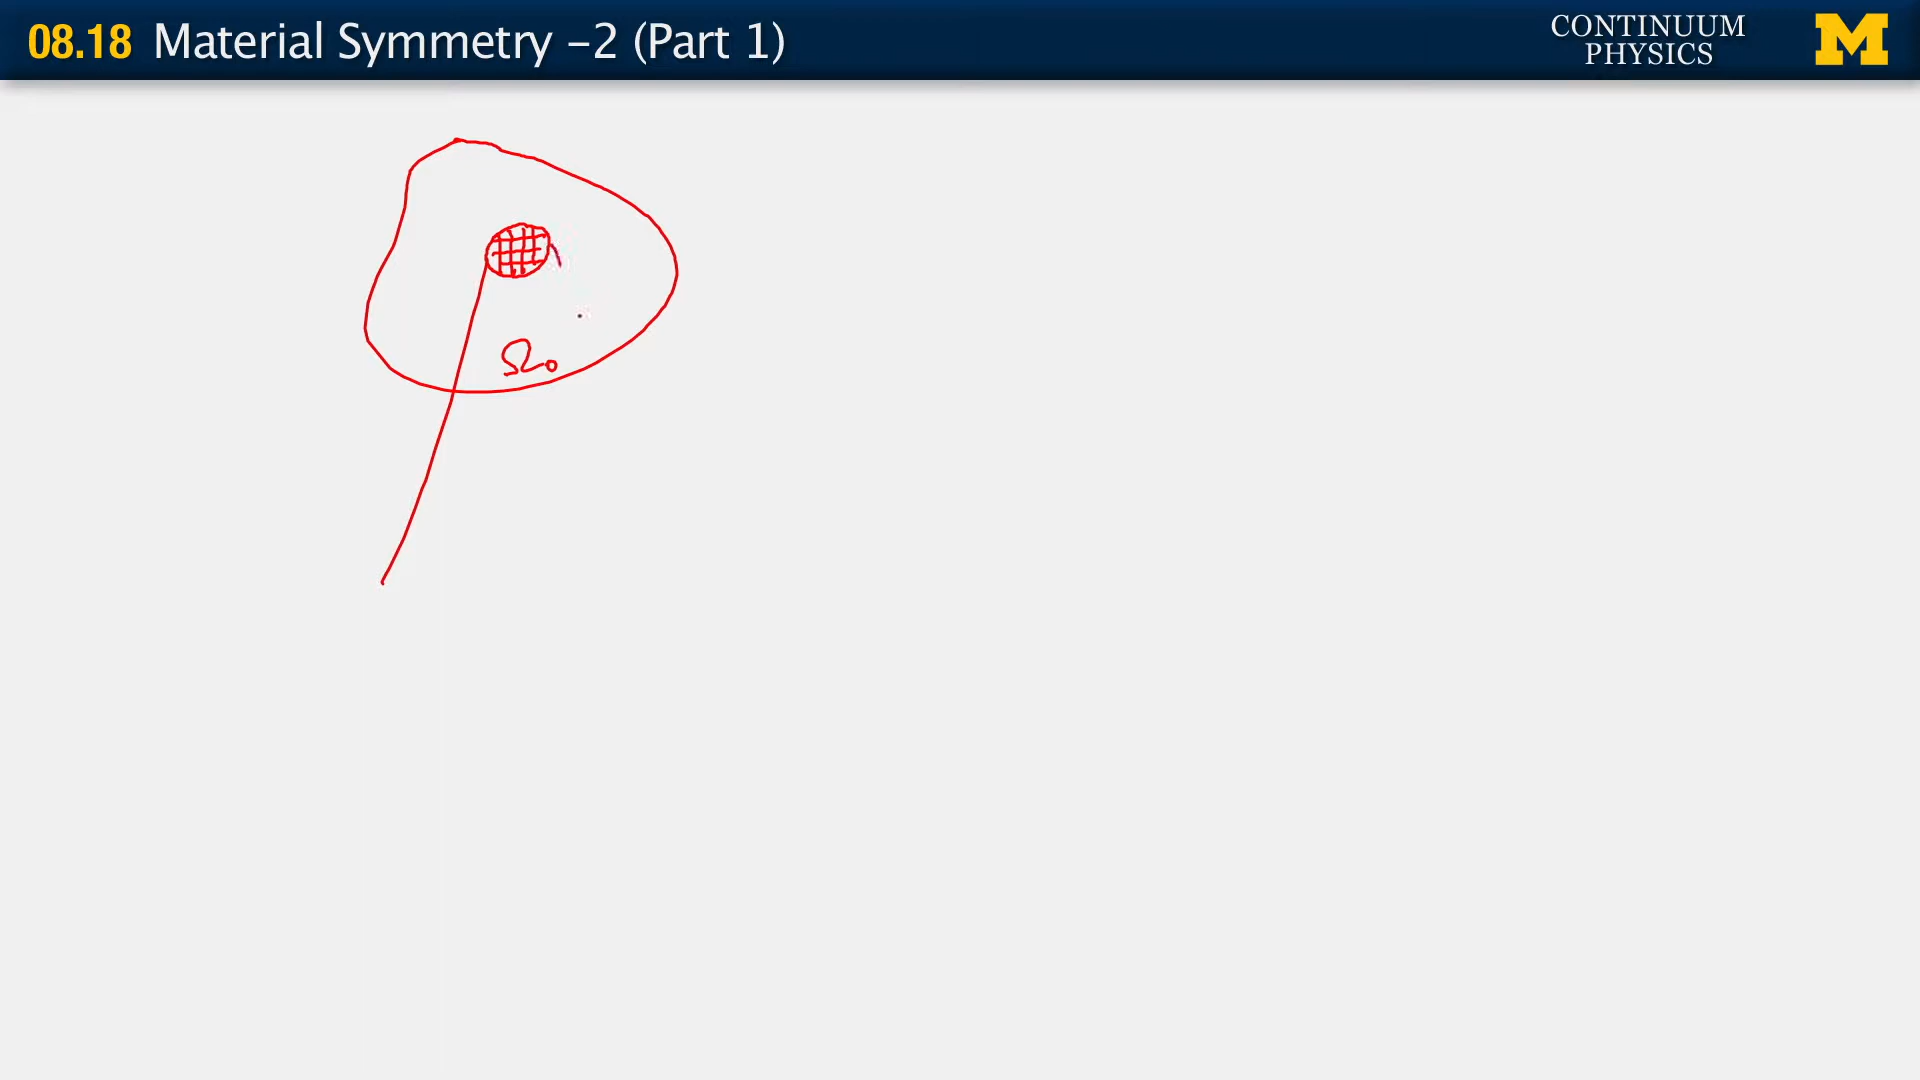 08.18 Material Symmetry -2 (Part 1)
CONTINUUM
PHYSICS
M
Ω₀